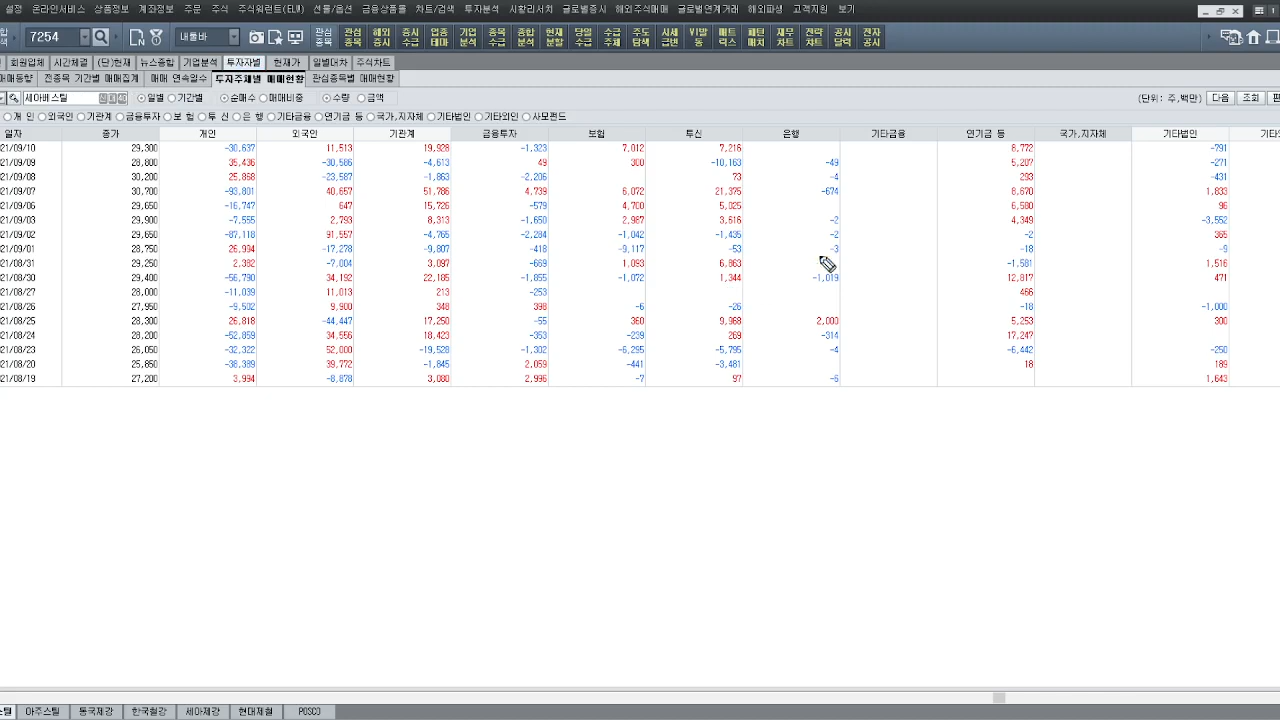 설정 온라인서비스 상품정보 계좌정보 주문 주식 주식워런트(ELW) 선물/옵션 금융상품몰 차트/검색 투자분석 시장리서치 글로벌증시 해외주식매매 글로벌연계거래 해외파생 고객지원 보기
7254 내툴바 관심종목 관심종목 해외증시 증시수급 업종테마 기업분석 종목수급 종합분석 현재분할 당일수급 수급주체 주도탐색 시세급변 VI발동 매트릭스 패턴매치 재무차트 전략차트 공시달력 전자공시
회원업체 시간체결 (단)현재 뉴스종합 기업분석 투자자별 현재가 일별대차 주식차트
매매동향 전종목 기간별 매매집계 매매 연속일수 투자주체별 매매현황 관심종목별 매매현황
세아베스틸 일별 기간별 순매수 매매비중 수량 금액 (단위: 주,백만) 다음 조회
개 인 외국인 기관계 금융투자 보 험 투 신 은 행 기타금융 연기금 등 국가,지자체 기타법인 기타외인 사모펀드
일자 종가 개인 외국인 기관계 금융투자 보험 투신 은행 기타금융 연기금 등 국가,지자체 기타법인
21/09/10 29,300 -30,637 11,513 19,928 -1,323 7,012 7,216 8,772 -791
21/09/09 28,800 35,436 -30,586 -4,613 49 300 -10,163 -49 5,207 -271
21/09/08 30,200 25,868 -23,587 -1,863 -2,206 73 -4 293 -431
21/09/07 30,700 -93,801 40,657 51,786 4,739 6,072 21,375 -674 8,670 1,833
21/09/06 29,650 -16,747 647 15,726 -579 4,700 5,025 6,580 96
21/09/03 29,900 -7,555 2,793 8,313 -1,650 2,987 3,616 -2 4,349 -3,552
21/09/02 29,650 -87,118 91,557 -4,765 -2,284 -1,042 -1,435 -2 -2 365
21/09/01 28,750 26,994 -17,278 -9,807 -418 -9,117 -53 -3 -18 -9
21/08/31 29,250 2,382 -7,004 3,097 -669 1,093 6,863 -1,581 1,516
21/08/30 29,400 -56,790 34,192 22,185 -1,855 -1,072 1,344 -1,019 12,817 471
21/08/27 28,000 -11,039 11,013 213 -253 466
21/08/26 27,950 -9,502 9,900 348 398 -6 -26 -18 -1,000
21/08/25 28,300 26,818 -44,447 17,250 -55 360 9,968 2,000 5,253 300
21/08/24 28,200 -52,859 34,556 18,423 -353 -239 269 -314 17,247
21/08/23 26,050 -32,322 52,000 -19,528 -1,302 -6,295 -5,795 -4 -6,442 -250
21/08/20 25,850 -38,389 39,772 -1,845 2,059 -441 -3,481 18 189
21/08/19 27,200 3,994 -8,878 3,080 2,996 -7 97 -6 1,643
아주스틸 동국제강 한국철강 세아제강 현대제철 POSCO